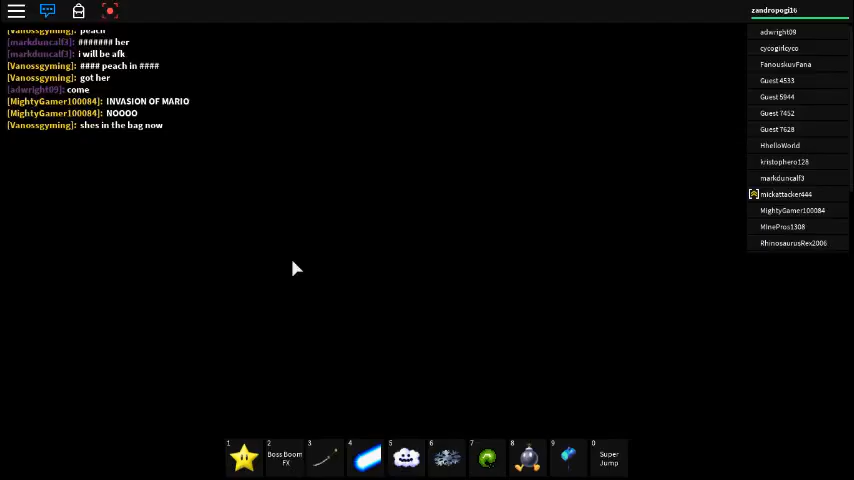 zandropogi16
[Vanossgyming]: peach
[markduncalf3]: ####### her
[markduncalf3]: i will be afk
[Vanossgyming]: #### peach in ####
[Vanossgyming]: got her
[adwright09]: come
[MightyGamer100084]: INVASION OF MARIO
[MightyGamer100084]: NOOOO
[Vanossgyming]: shes in the bag now
adwright09
cycogirlcyco
FanouskuvFana
Guest 4533
Guest 5944
Guest 7452
Guest 7628
HhelloWorld
kristophero128
markduncalf3
mickattacker444
MightyGamer100084
MInePros1308
RhinosaurusRex2006
1
2
Boss Boom
FX
3
4
5
6
7
8
9
0
Super
Jump